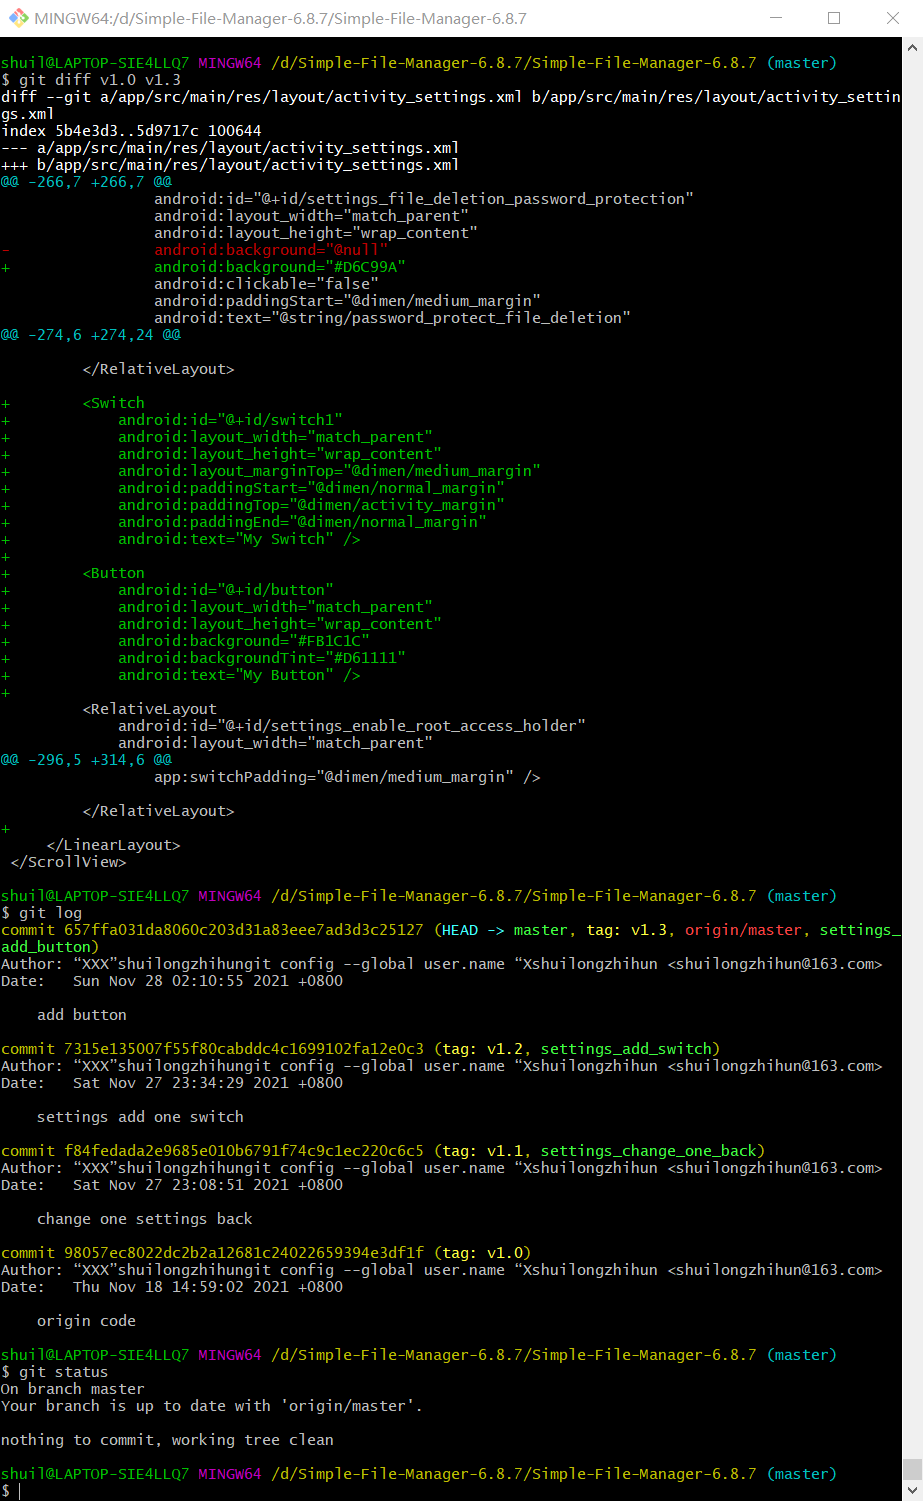 MINGW64:/d/Simple-File-Manager-6.8.7/Simple-File-Manager-6.8.7
shuil@LAPTOP-SIE4LLQ7 MINGW64 /d/Simple-File-Manager-6.8.7/Simple-File-Manager-6.8.7 (master)
$ git diff v1.0 v1.3
diff --git a/app/src/main/res/layout/activity_settings.xml b/app/src/main/res/layout/activity_settin
gs.xml
index 5b4e3d3..5d9717c 100644
--- a/app/src/main/res/layout/activity_settings.xml
+++ b/app/src/main/res/layout/activity_settings.xml
@@ -266,7 +266,7 @@
                 android:id="@+id/settings_file_deletion_password_protection"
                 android:layout_width="match_parent"
                 android:layout_height="wrap_content"
-                android:background="@null"
+                android:background="#D6C99A"
                 android:clickable="false"
                 android:paddingStart="@dimen/medium_margin"
                 android:text="@string/password_protect_file_deletion"
@@ -274,6 +274,24 @@
         </RelativeLayout>
+        <Switch
+            android:id="@+id/switch1"
+            android:layout_width="match_parent"
+            android:layout_height="wrap_content"
+            android:layout_marginTop="@dimen/medium_margin"
+            android:paddingStart="@dimen/normal_margin"
+            android:paddingTop="@dimen/activity_margin"
+            android:paddingEnd="@dimen/normal_margin"
+            android:text="My Switch" />
+
+        <Button
+            android:id="@+id/button"
+            android:layout_width="match_parent"
+            android:layout_height="wrap_content"
+            android:background="#FB1C1C"
+            android:backgroundTint="#D61111"
+            android:text="My Button" />
+
         <RelativeLayout
             android:id="@+id/settings_enable_root_access_holder"
             android:layout_width="match_parent"
@@ -296,5 +314,6 @@
                 app:switchPadding="@dimen/medium_margin" />
         </RelativeLayout>
+
     </LinearLayout>
 </ScrollView>
shuil@LAPTOP-SIE4LLQ7 MINGW64 /d/Simple-File-Manager-6.8.7/Simple-File-Manager-6.8.7 (master)
$ git log
commit 657ffa031da8060c203d31a83eee7ad3d3c25127 (HEAD -> master, tag: v1.3, origin/master, settings_
add_button)
Author: “XXX”shuilongzhihungit config --global user.name “Xshuilongzhihun <shuilongzhihun@163.com>
Date:   Sun Nov 28 02:10:55 2021 +0800
    add button
commit 7315e135007f55f80cabddc4c1699102fa12e0c3 (tag: v1.2, settings_add_switch)
Author: “XXX”shuilongzhihungit config --global user.name “Xshuilongzhihun <shuilongzhihun@163.com>
Date:   Sat Nov 27 23:34:29 2021 +0800
    settings add one switch
commit f84fedada2e9685e010b6791f74c9c1ec220c6c5 (tag: v1.1, settings_change_one_back)
Author: “XXX”shuilongzhihungit config --global user.name “Xshuilongzhihun <shuilongzhihun@163.com>
Date:   Sat Nov 27 23:08:51 2021 +0800
    change one settings back
commit 98057ec8022dc2b2a12681c24022659394e3df1f (tag: v1.0)
Author: “XXX”shuilongzhihungit config --global user.name “Xshuilongzhihun <shuilongzhihun@163.com>
Date:   Thu Nov 18 14:59:02 2021 +0800
    origin code
shuil@LAPTOP-SIE4LLQ7 MINGW64 /d/Simple-File-Manager-6.8.7/Simple-File-Manager-6.8.7 (master)
$ git status
On branch master
Your branch is up to date with 'origin/master'.
nothing to commit, working tree clean
shuil@LAPTOP-SIE4LLQ7 MINGW64 /d/Simple-File-Manager-6.8.7/Simple-File-Manager-6.8.7 (master)
$